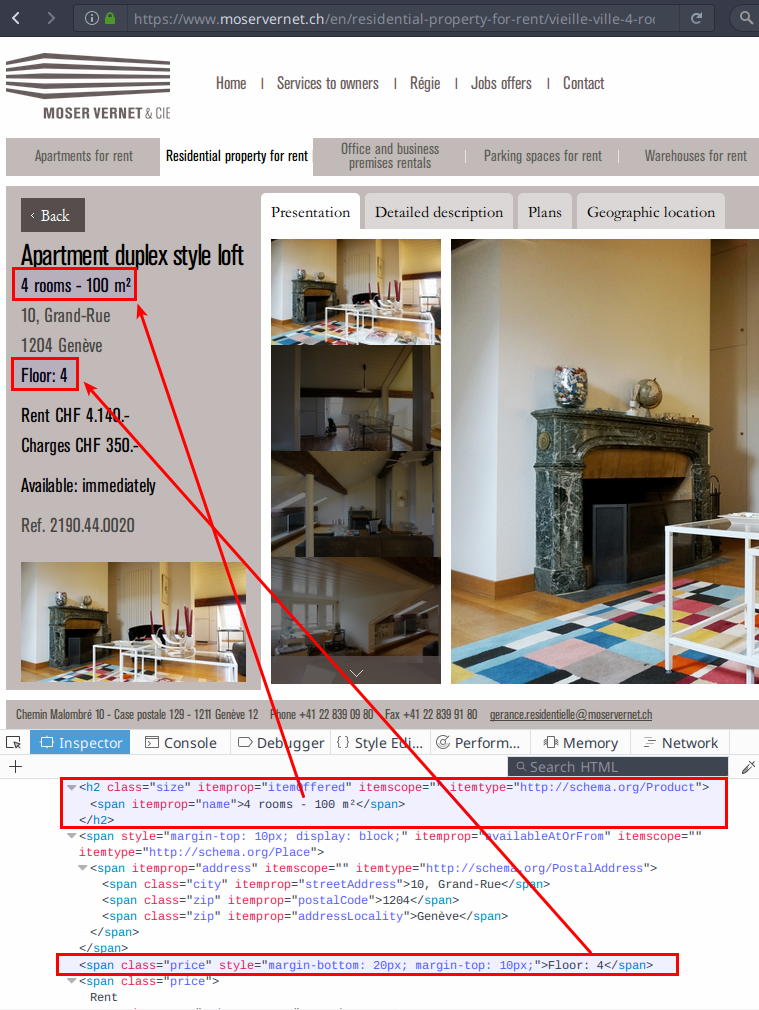 https://www.moservernet.ch/en/residential-property-for-rent/vieille-ville-4-roo
MOSER VERNET & CIE
Home | Services to owners | Régie | Jobs offers | Contact
Apartments for rent
Residential property for rent
Office and business
premises rentals
Parking spaces for rent
Warehouses for rent
‹ Back
Presentation
Detailed description
Plans
Geographic location
Apartment duplex style loft
4 rooms - 100 m²
10, Grand-Rue
1204 Genève
Floor: 4
Rent CHF 4.140.-
Charges CHF 350.-
Available: immediately
Ref. 2190.44.0020
Chemin Malombré 10 - Case postale 129 - 1211 Genève 12 Phone +41 22 839 09 80 Fax +41 22 839 91 80 gerance.residentielle@moservernet.ch
Inspector
Console
Debugger
{} Style Edi...
Perform...
Memory
Network
Search HTML
<h2 class="size" itemprop="itemOffered" itemscope="" itemtype="http://schema.org/Product">
<span itemprop="name">4 rooms - 100 m²</span>
</h2>
<span style="margin-top: 10px; display: block;" itemprop="availableAtOrFrom" itemscope=""
itemtype="http://schema.org/Place">
<span itemprop="address" itemscope="" itemtype="http://schema.org/PostalAddress">
<span class="city" itemprop="streetAddress">10, Grand-Rue</span>
<span class="zip" itemprop="postalCode">1204</span>
<span class="zip" itemprop="addressLocality">Genève</span>
</span>
</span>
<span class="price" style="margin-bottom: 20px; margin-top: 10px;">Floor: 4</span>
<span class="price">
Rent